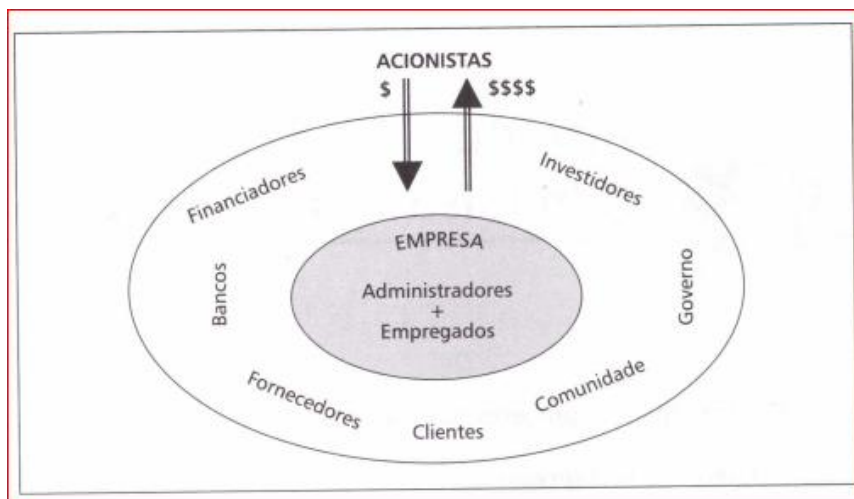 ACIONISTAS
$ $$$$
Financiadores
Investidores
Bancos
EMPRESA
Administradores
+
Empregados
Governo
Fornecedores
Clientes
Comunidade